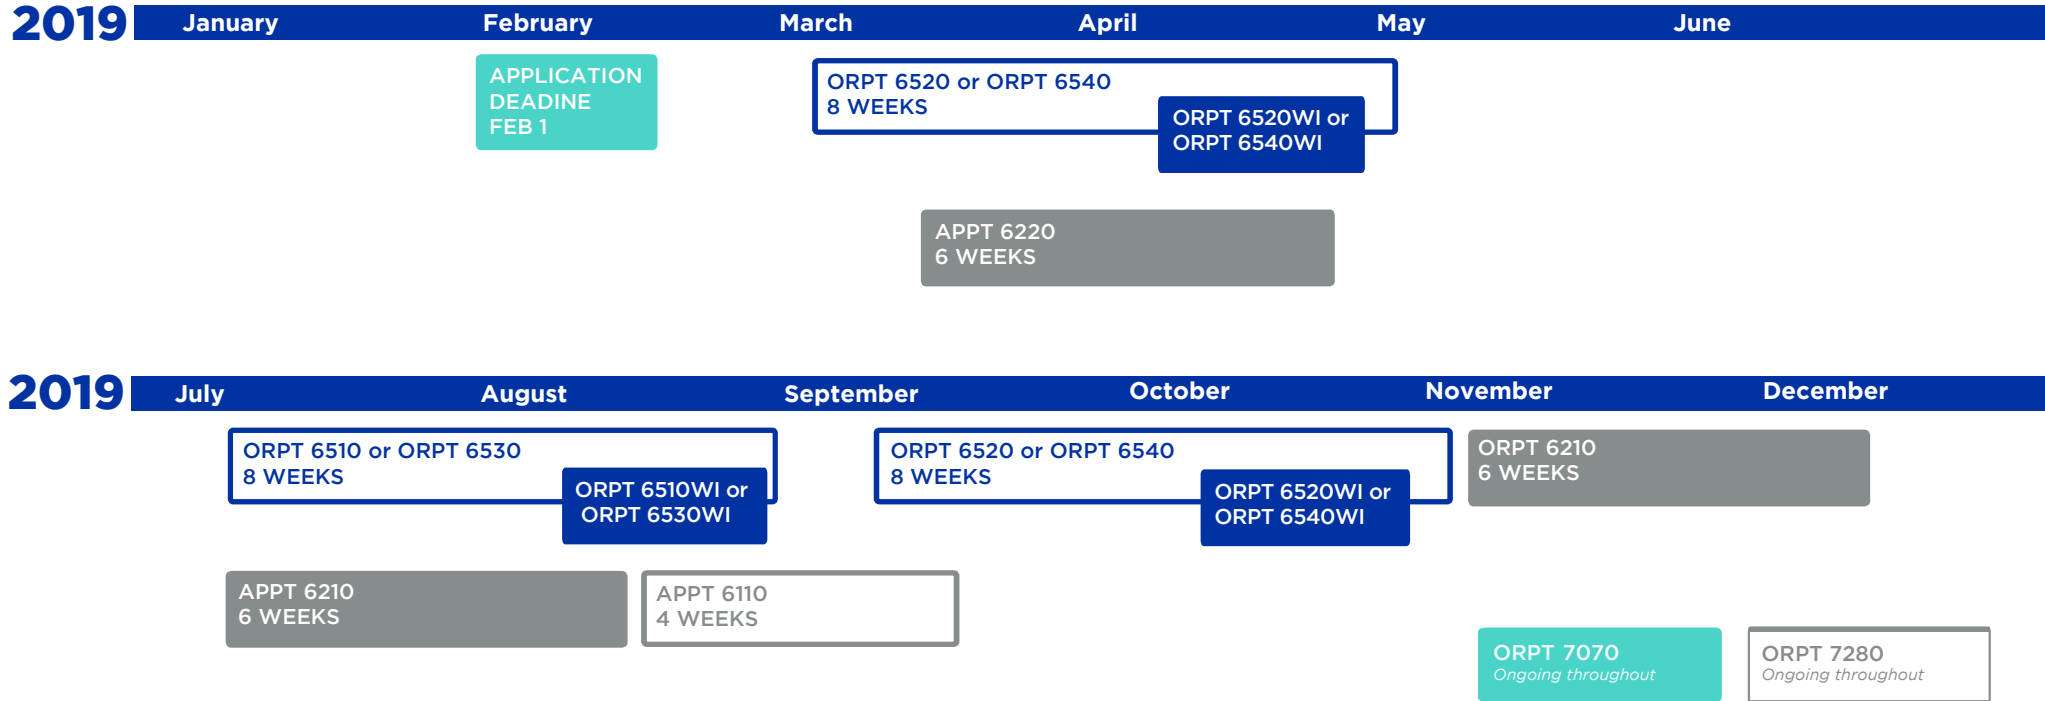 2019 January February March April May June
APPLICATION
DEADINE
FEB 1
ORPT 6520 or ORPT 6540
8 WEEKS
ORPT 6520WI or
ORPT 6540WI
APPT 6220
6 WEEKS
2019 July August September October November December
ORPT 6510 or ORPT 6530
8 WEEKS
ORPT 6510WI or
ORPT 6530WI
ORPT 6520 or ORPT 6540
8 WEEKS
ORPT 6520WI or
ORPT 6540WI
ORPT 6210
6 WEEKS
APPT 6210
6 WEEKS
APPT 6110
4 WEEKS
ORPT 7070
Ongoing throughout
ORPT 7280
Ongoing throughout